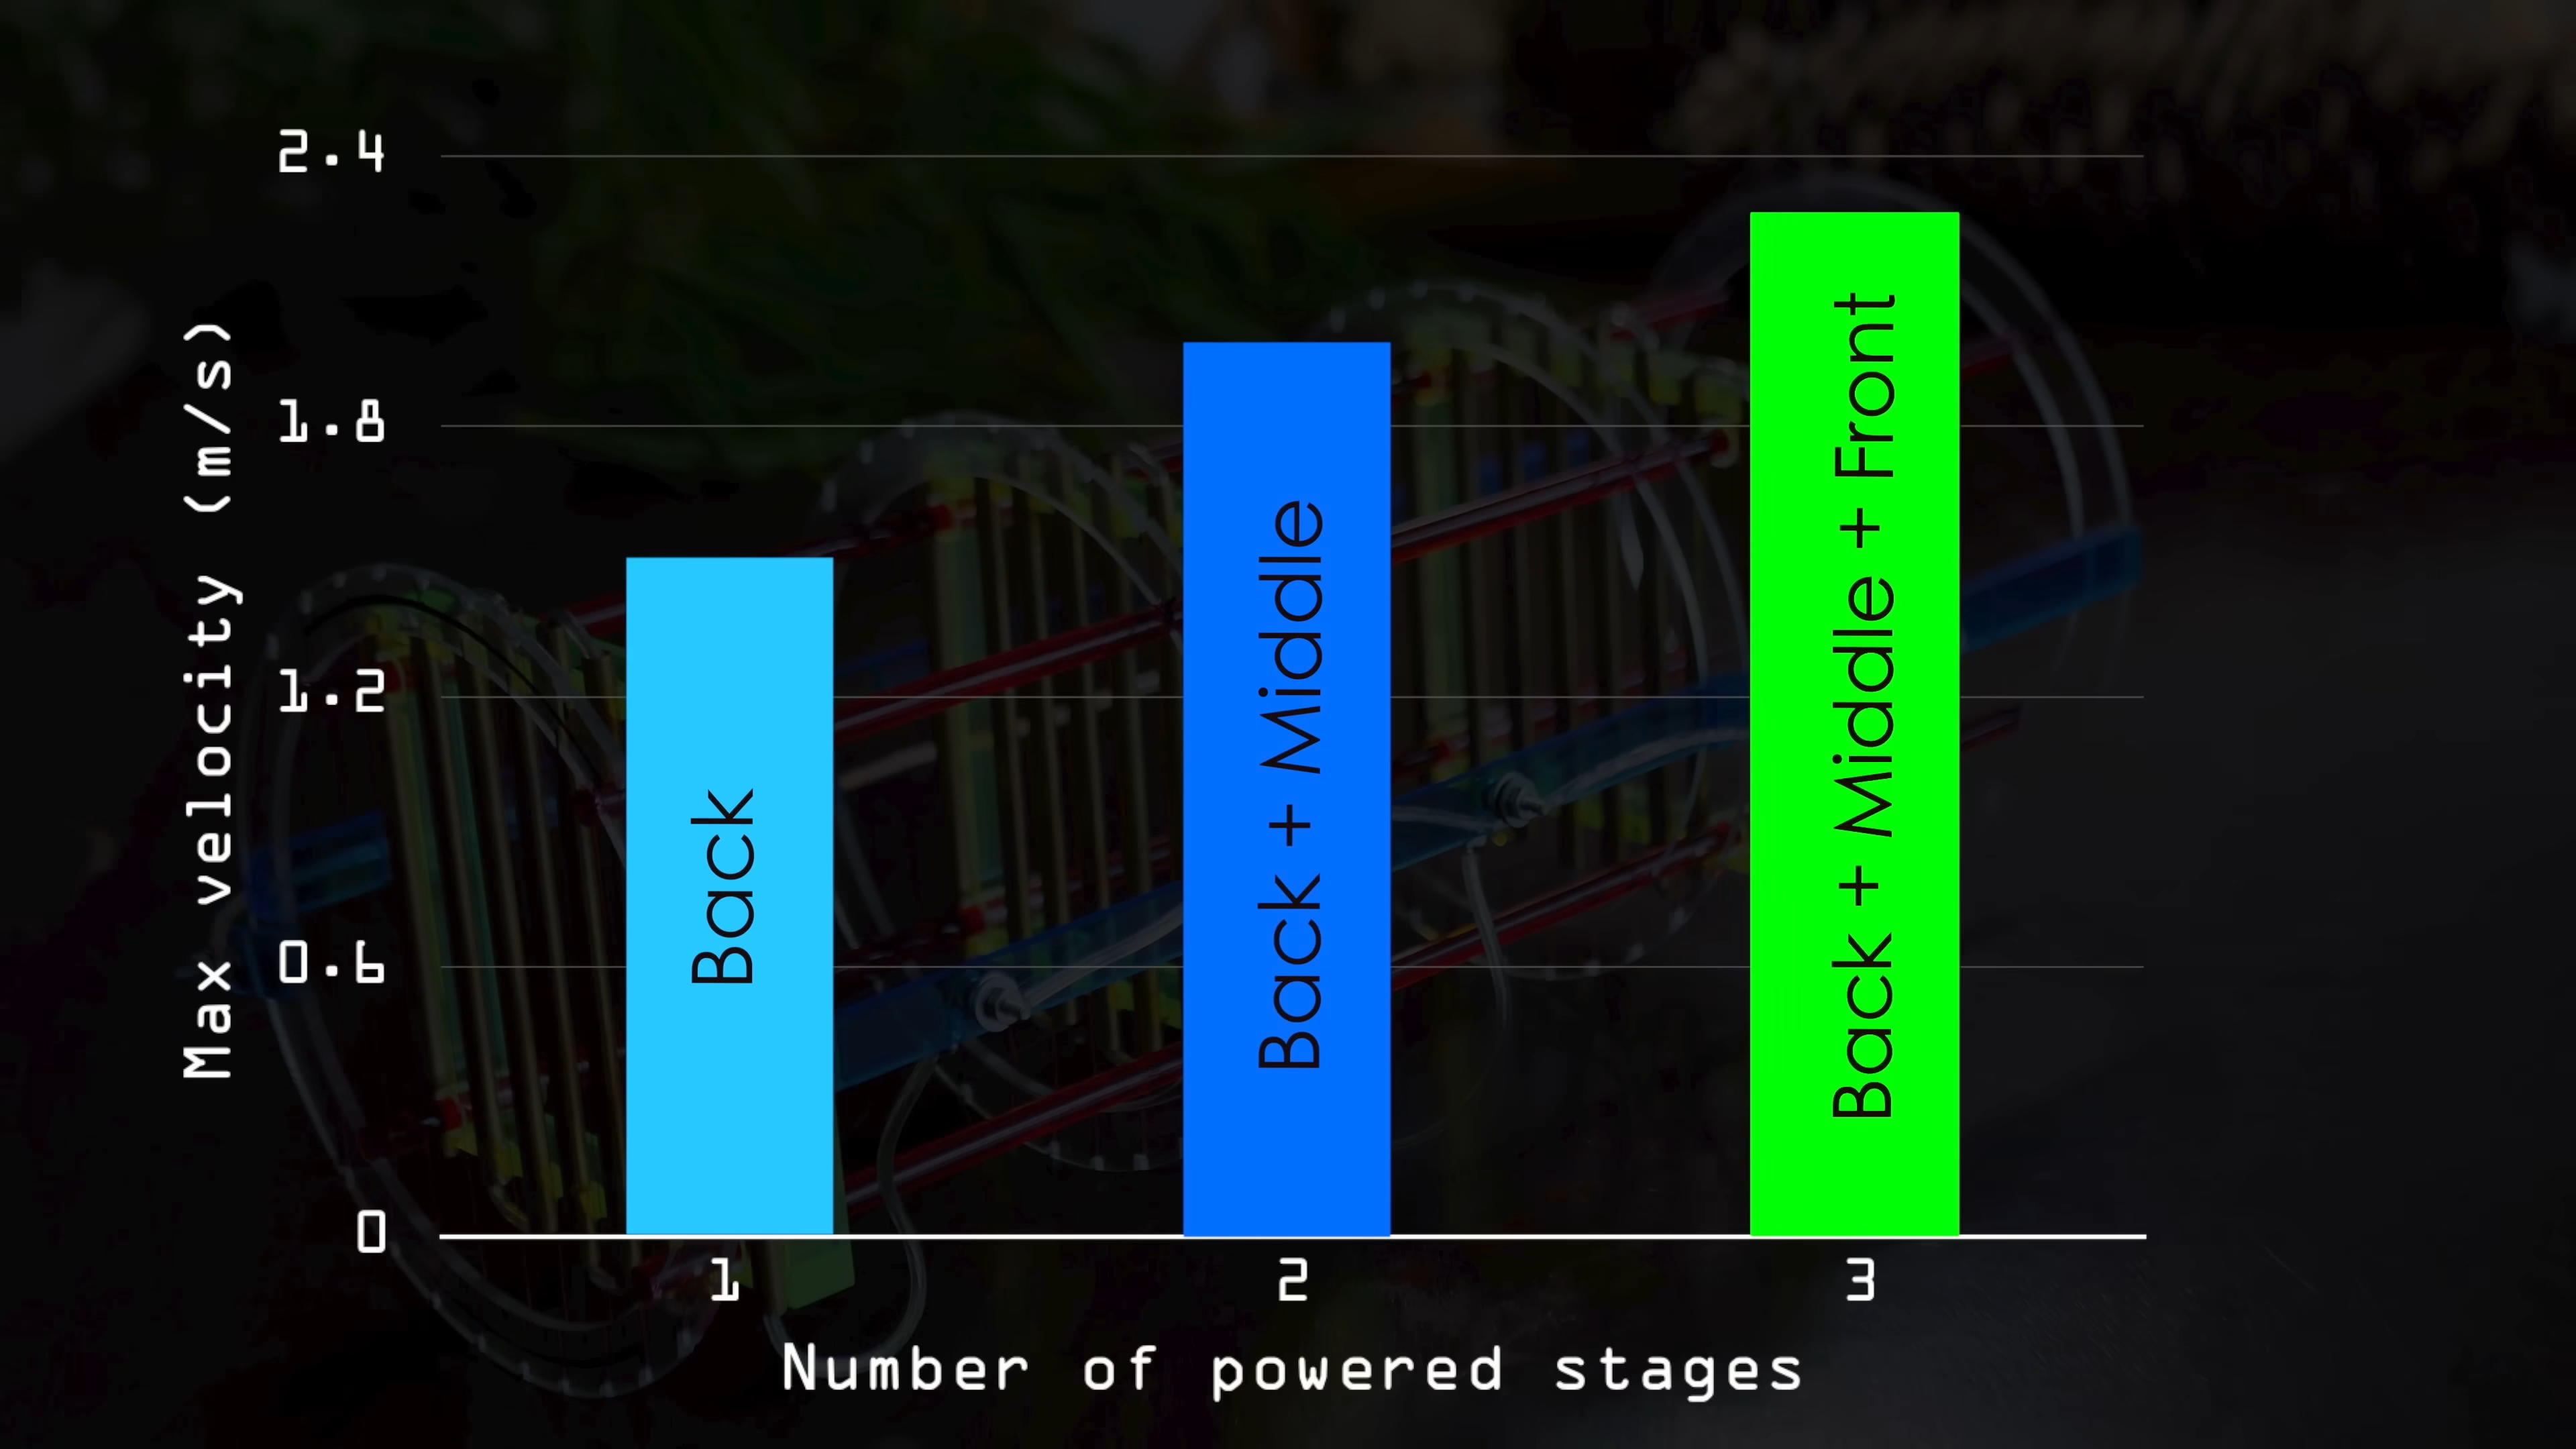 2.4
1.8
1.2
0.6
0
Max velocity (m/s)
Back
Back + Middle
Back + Middle + Front
1
2
3
Number of powered stages